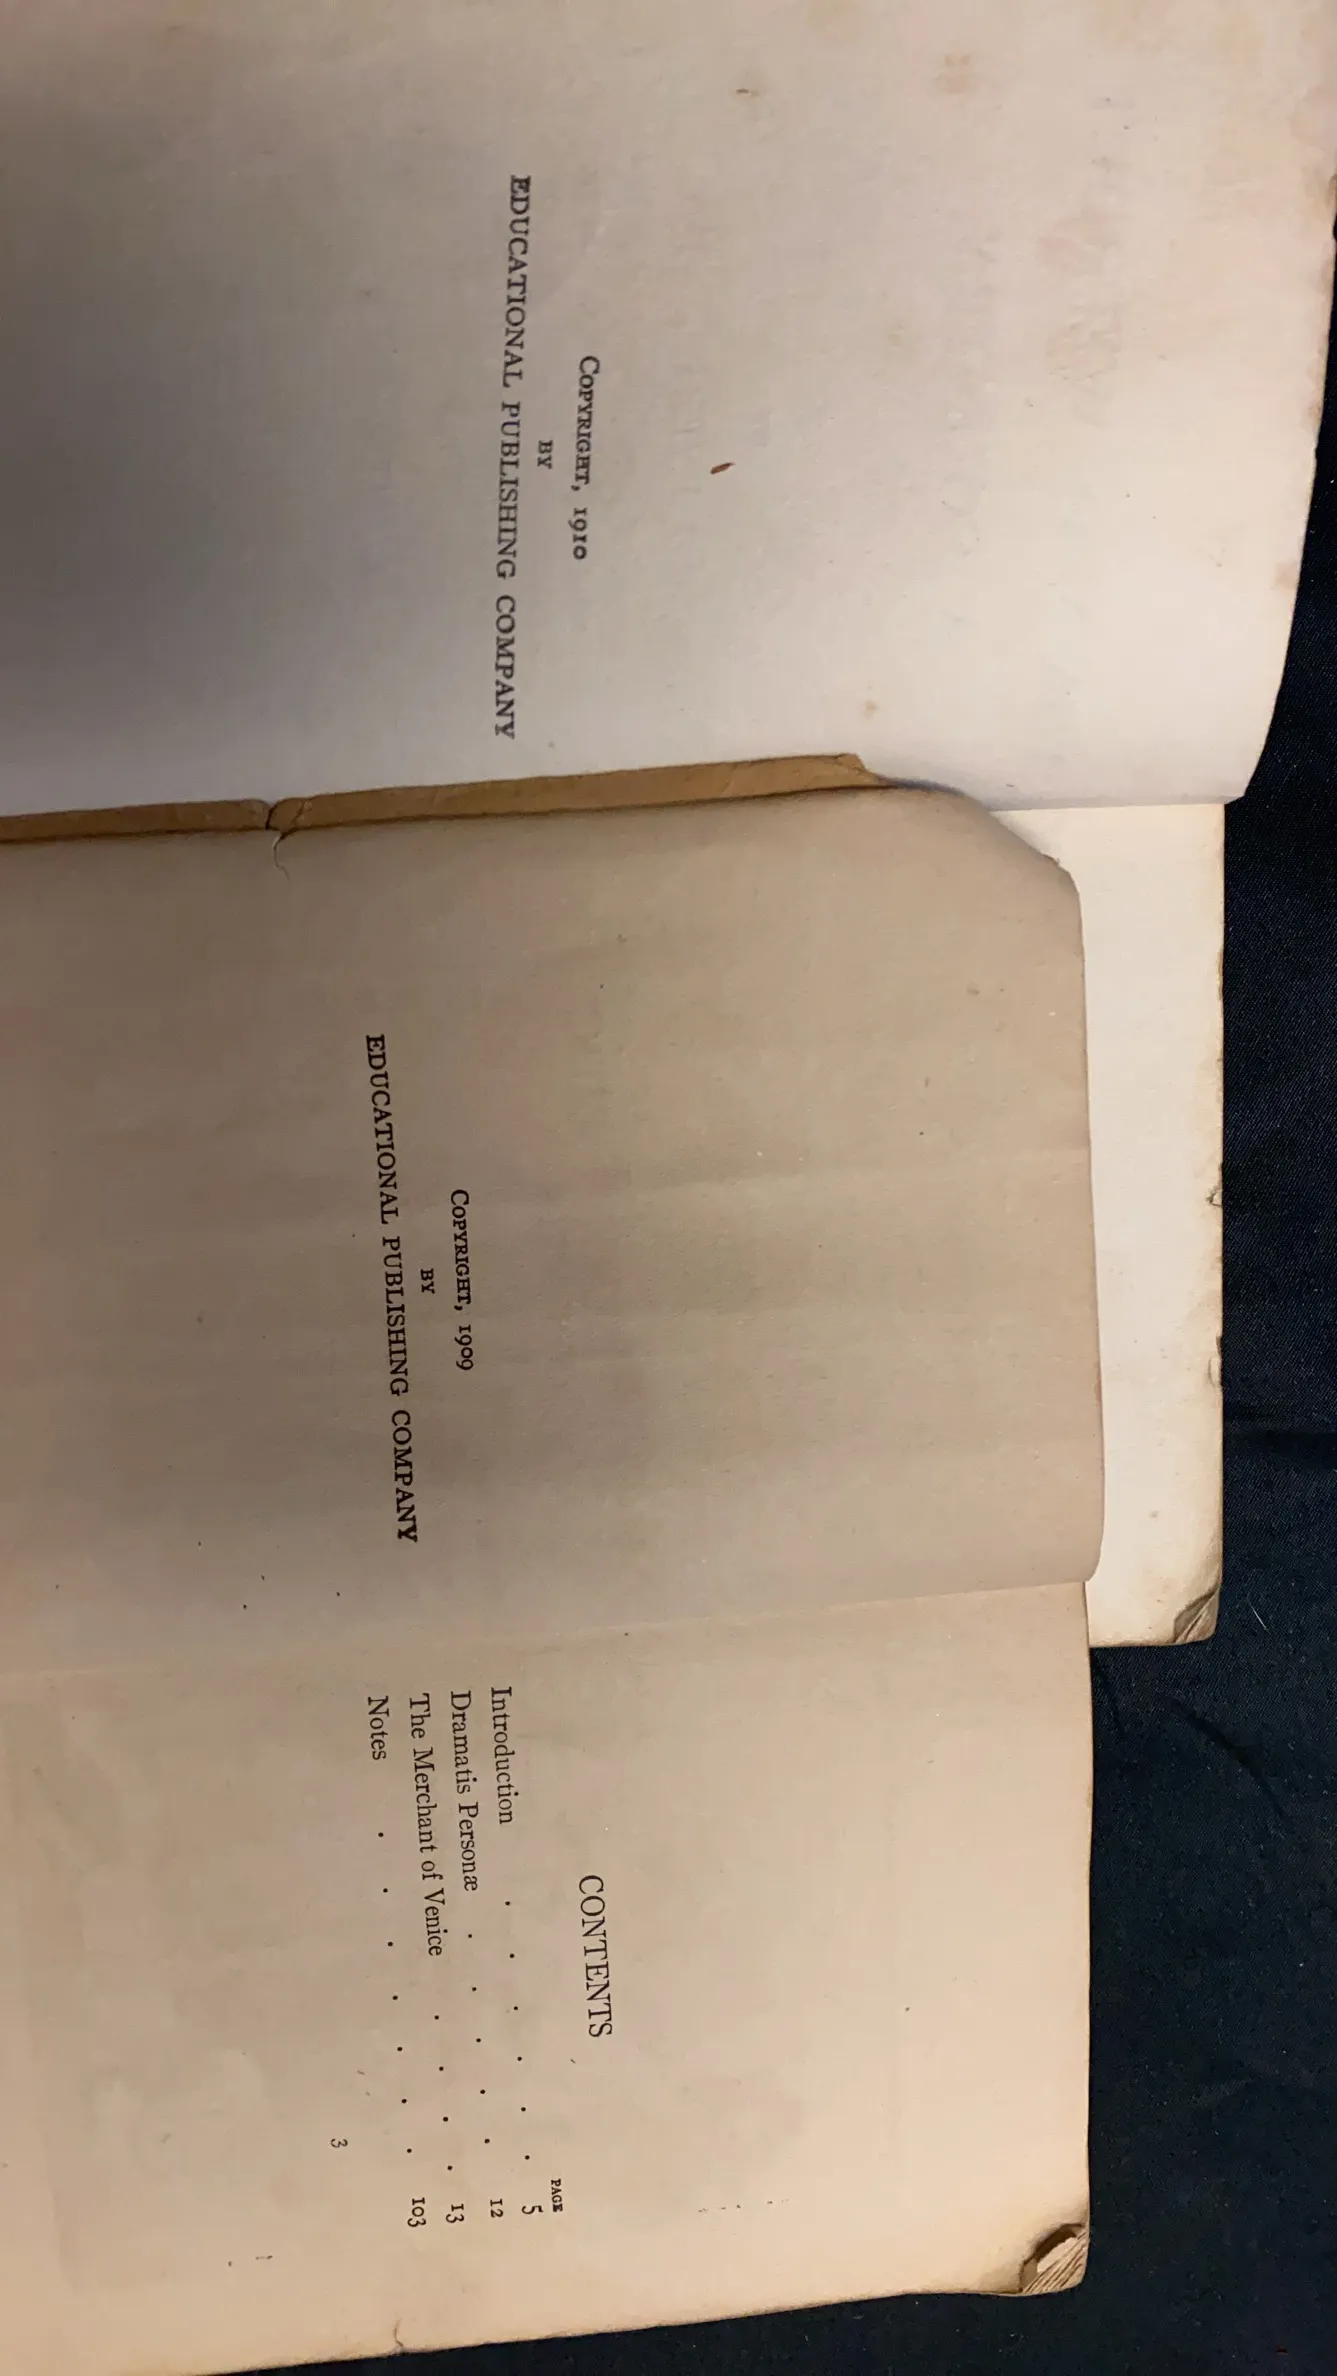 COPYRIGHT, 1910
BY
EDUCATIONAL PUBLISHING COMPANY
COPYRIGHT, 1909
BY
EDUCATIONAL PUBLISHING COMPANY
CONTENTS
PAGE
Introduction . . . . . . 5
Dramatis Personæ . . . . . 12
The Merchant of Venice . . . . 13
Notes . . . . . . . 103
3